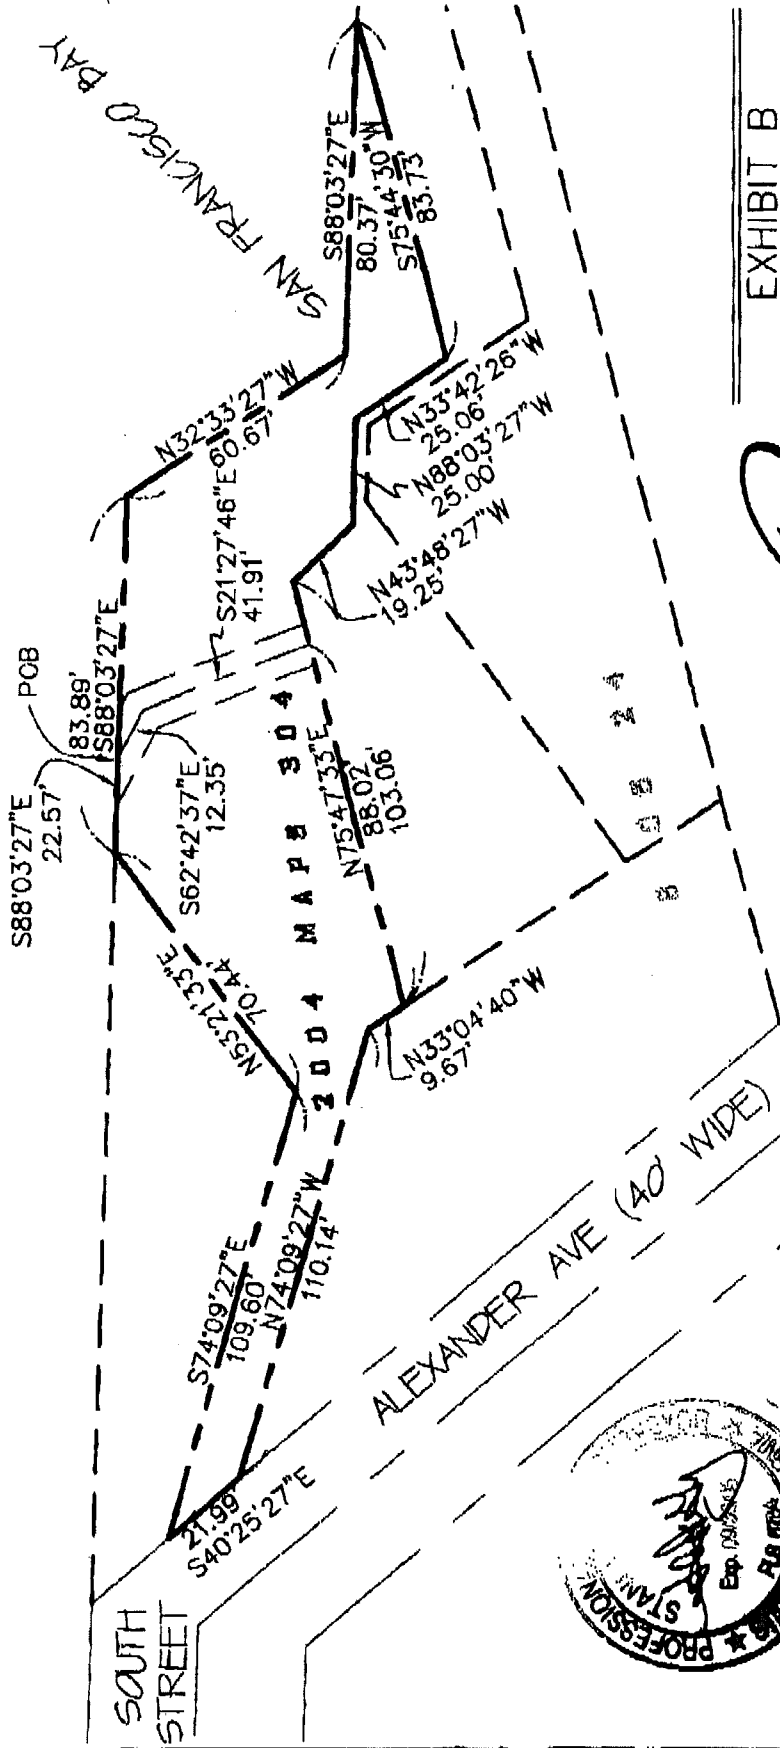 SAN FRANCISCO BAY
POB
S88°03'27"E
22.57'
83.89'
S88°03'27"E
N32°33'27"W
60.67'
S88°03'27"E
80.37'
S75°44'30"W
83.73'
S21°27'46"E
41.91'
S62°42'37"E
12.35'
N53°21'33"E
70.44'
N33°42'26"W
25.06'
N88°03'27"W
25.00'
N43°48'27"W
19.25'
2004 MAPS 304
N75°47'33"E
88.02'
103.06'
N33°04'40"W
9.67'
S74°09'27"E
109.60'
N74°09'27"W
110.14'
21.99'
S40°25'27"E
SOUTH
STREET
ALEXANDER AVE (40' WIDE)
EXHIBIT B
PROFESSION
STAN
Exp.